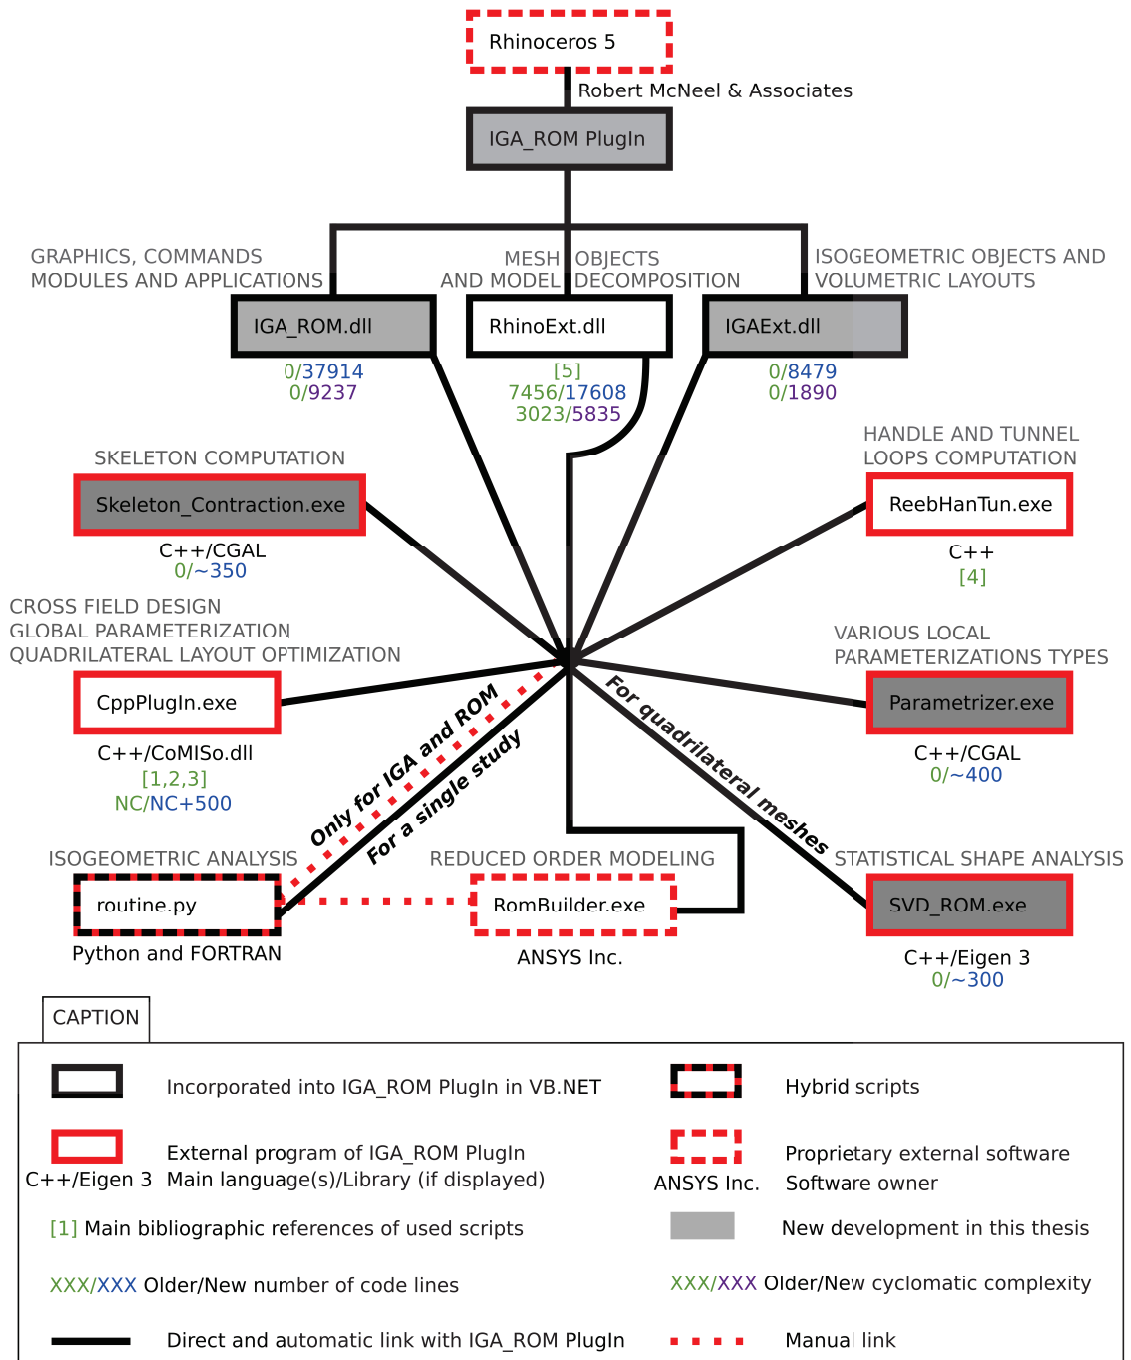 Rhinoceros 5
Robert McNeel & Associates
IGA_ROM PlugIn
GRAPHICS, COMMANDS
MODULES AND APPLICATIONS
MESH OBJECTS
AND MODEL DECOMPOSITION
ISOGEOMETRIC OBJECTS AND
VOLUMETRIC LAYOUTS
IGA_ROM.dll
RhinoExt.dll
IGAExt.dll
0/37914
0/9237
[5]
7456/17608
3023/5835
0/8479
0/1890
SKELETON COMPUTATION
Skeleton_Contraction.exe
C++/CGAL
0/~350
HANDLE AND TUNNEL
LOOPS COMPUTATION
ReebHanTun.exe
C++
[4]
CROSS FIELD DESIGN
GLOBAL PARAMETERIZATION
QUADRILATERAL LAYOUT OPTIMIZATION
CppPlugIn.exe
C++/CoMISo.dll
[1,2,3]
NC/NC+500
VARIOUS LOCAL
PARAMETERIZATIONS TYPES
Parametrizer.exe
C++/CGAL
0/~400
Only for IGA and ROM
For a single study
For quadrilateral meshes
ISOGEOMETRIC ANALYSIS
routine.py
Python and FORTRAN
REDUCED ORDER MODELING
RomBuilder.exe
ANSYS Inc.
STATISTICAL SHAPE ANALYSIS
SVD_ROM.exe
C++/Eigen 3
0/~300
CAPTION
Incorporated into IGA_ROM PlugIn in VB.NET
Hybrid scripts
External program of IGA_ROM PlugIn
Proprietary external software
C++/Eigen 3 Main language(s)/Library (if displayed)
ANSYS Inc. Software owner
[1] Main bibliographic references of used scripts
New development in this thesis
XXX/XXX Older/New number of code lines
XXX/XXX Older/New cyclomatic complexity
Direct and automatic link with IGA_ROM PlugIn
Manual link